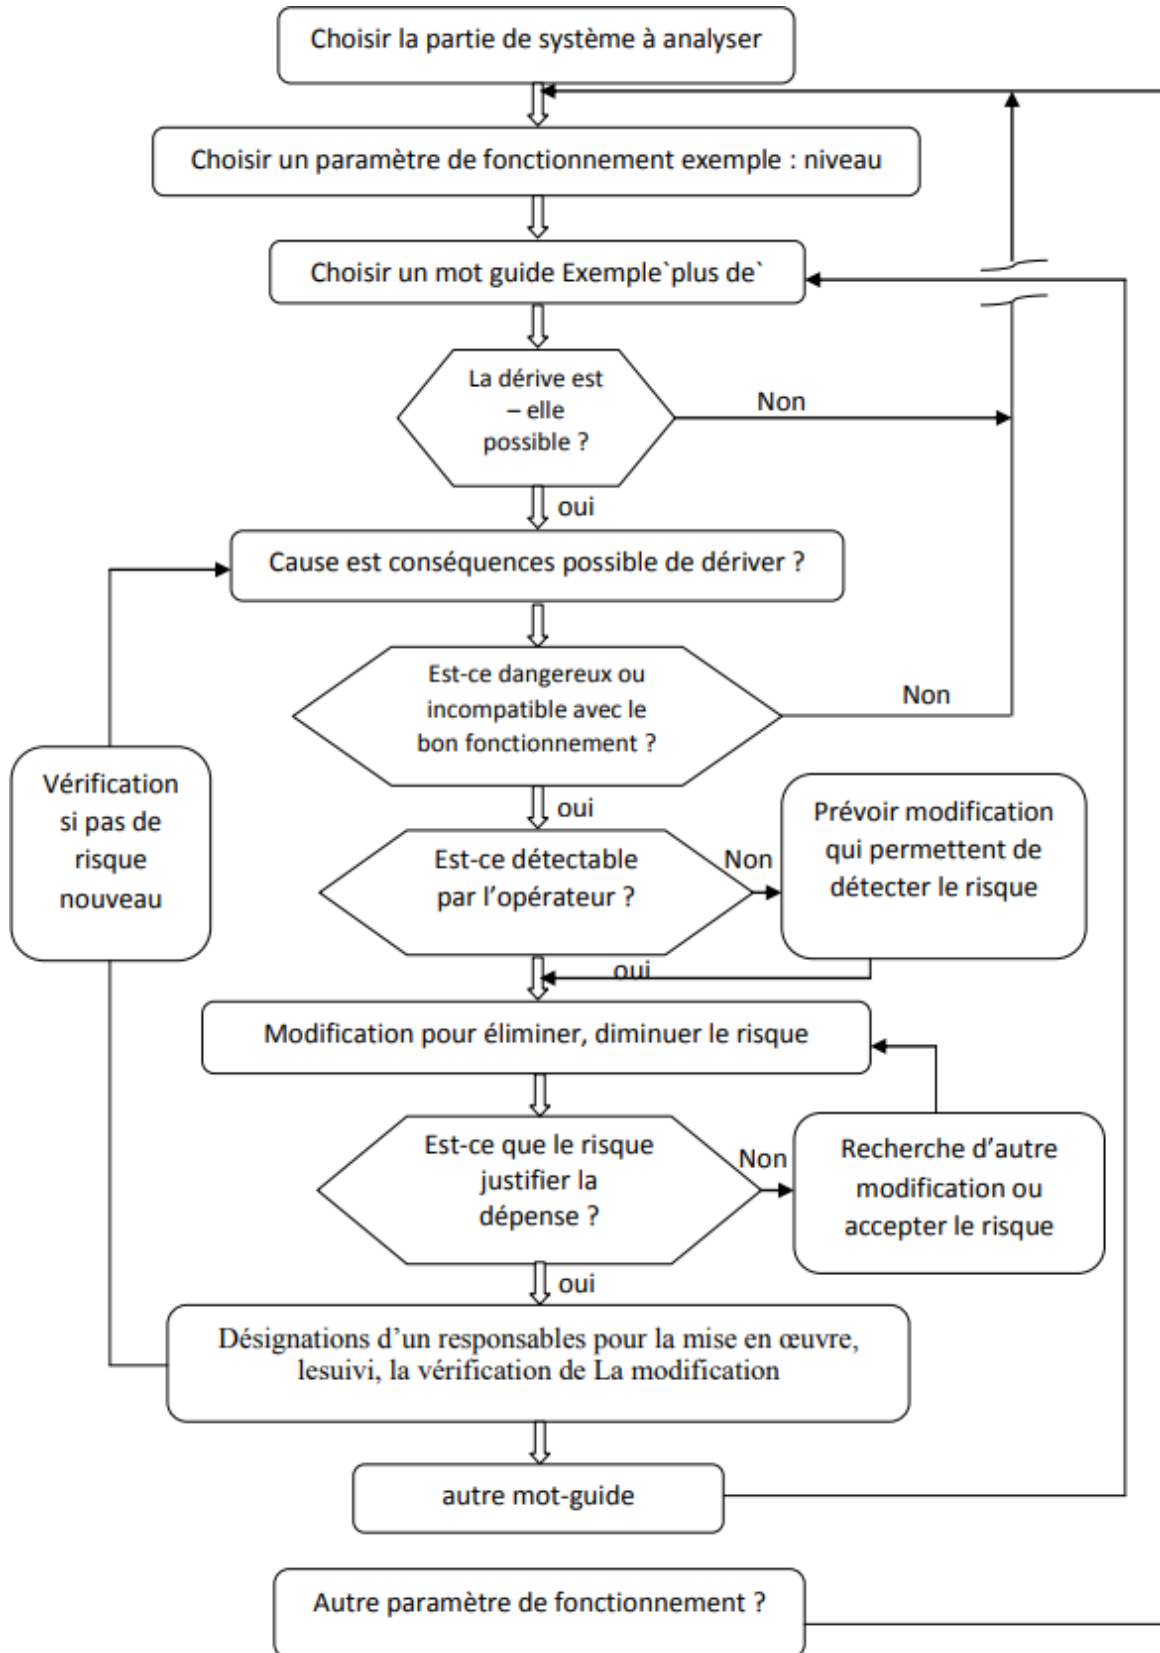 Choisir la partie de système à analyser
Choisir un paramètre de fonctionnement exemple : niveau
Choisir un mot guide Exemple`plus de`
La dérive est
– elle
possible ?
Non
oui
Cause est conséquences possible de dériver ?
Est-ce dangereux ou
incompatible avec le
bon fonctionnement ?
Non
oui
Vérification
si pas de
risque
nouveau
Est-ce détectable
par l’opérateur ?
Non
Prévoir modification
qui permettent de
détecter le risque
oui
Modification pour éliminer, diminuer le risque
Est-ce que le risque
justifier la
dépense ?
Non
Recherche d’autre
modification ou
accepter le risque
oui
Désignations d’un responsables pour la mise en œuvre,
lesuivi, la vérification de La modification
autre mot-guide
Autre paramètre de fonctionnement ?